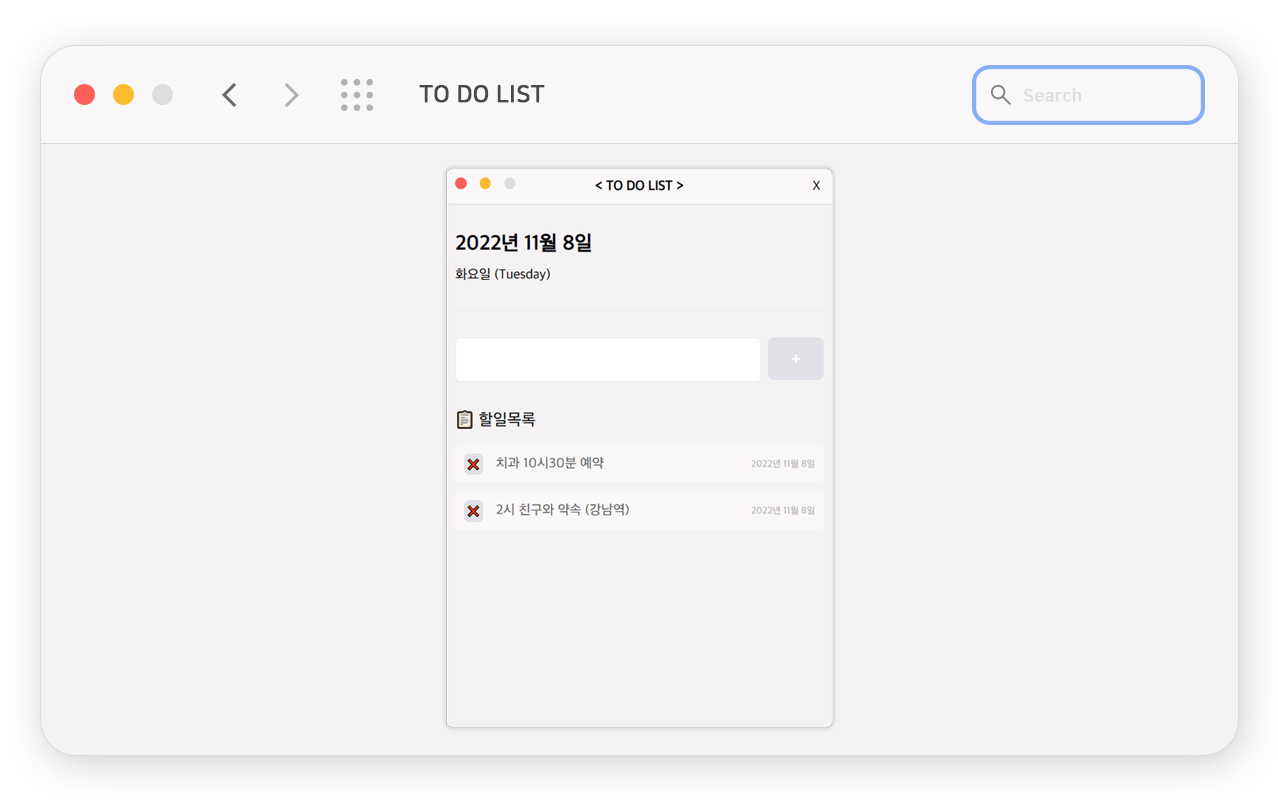 TO DO LIST
Search
< TO DO LIST >
X
2022년 11월 8일
화요일 (Tuesday)
+
할일목록
치과 10시30분 예약
2022년 11월 8일
2시 친구와 약속 (강남역)
2022년 11월 8일